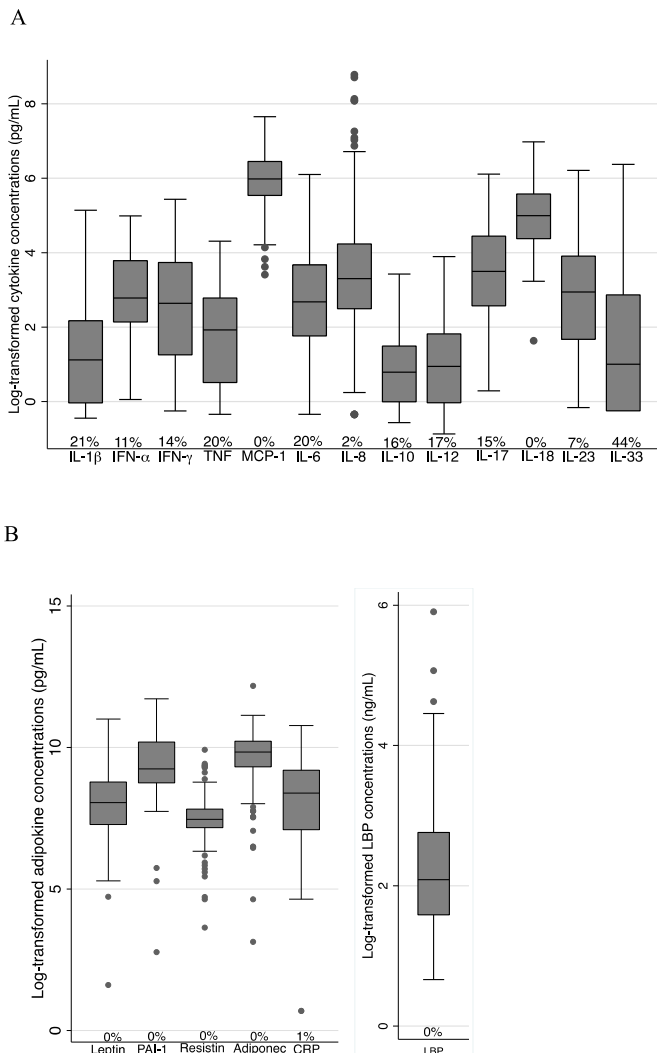 A
Log-transformed cytokine concentrations (pg/mL)
8
6
4
2
0
21% 11% 14% 20% 0% 20% 2% 16% 17% 15% 0% 7% 44%
IL-1β IFN-α IFN-γ TNF MCP-1 IL-6 IL-8 IL-10 IL-12 IL-17 IL-18 IL-23 IL-33
B
Log-transformed adipokine concentrations (pg/mL)
15
10
5
0
0% 0% 0% 0% 1%
Leptin PAI-1 Resistin Adiponec CRP
Log-transformed LBP concentrations (ng/mL)
6
4
2
0
0%
LBP